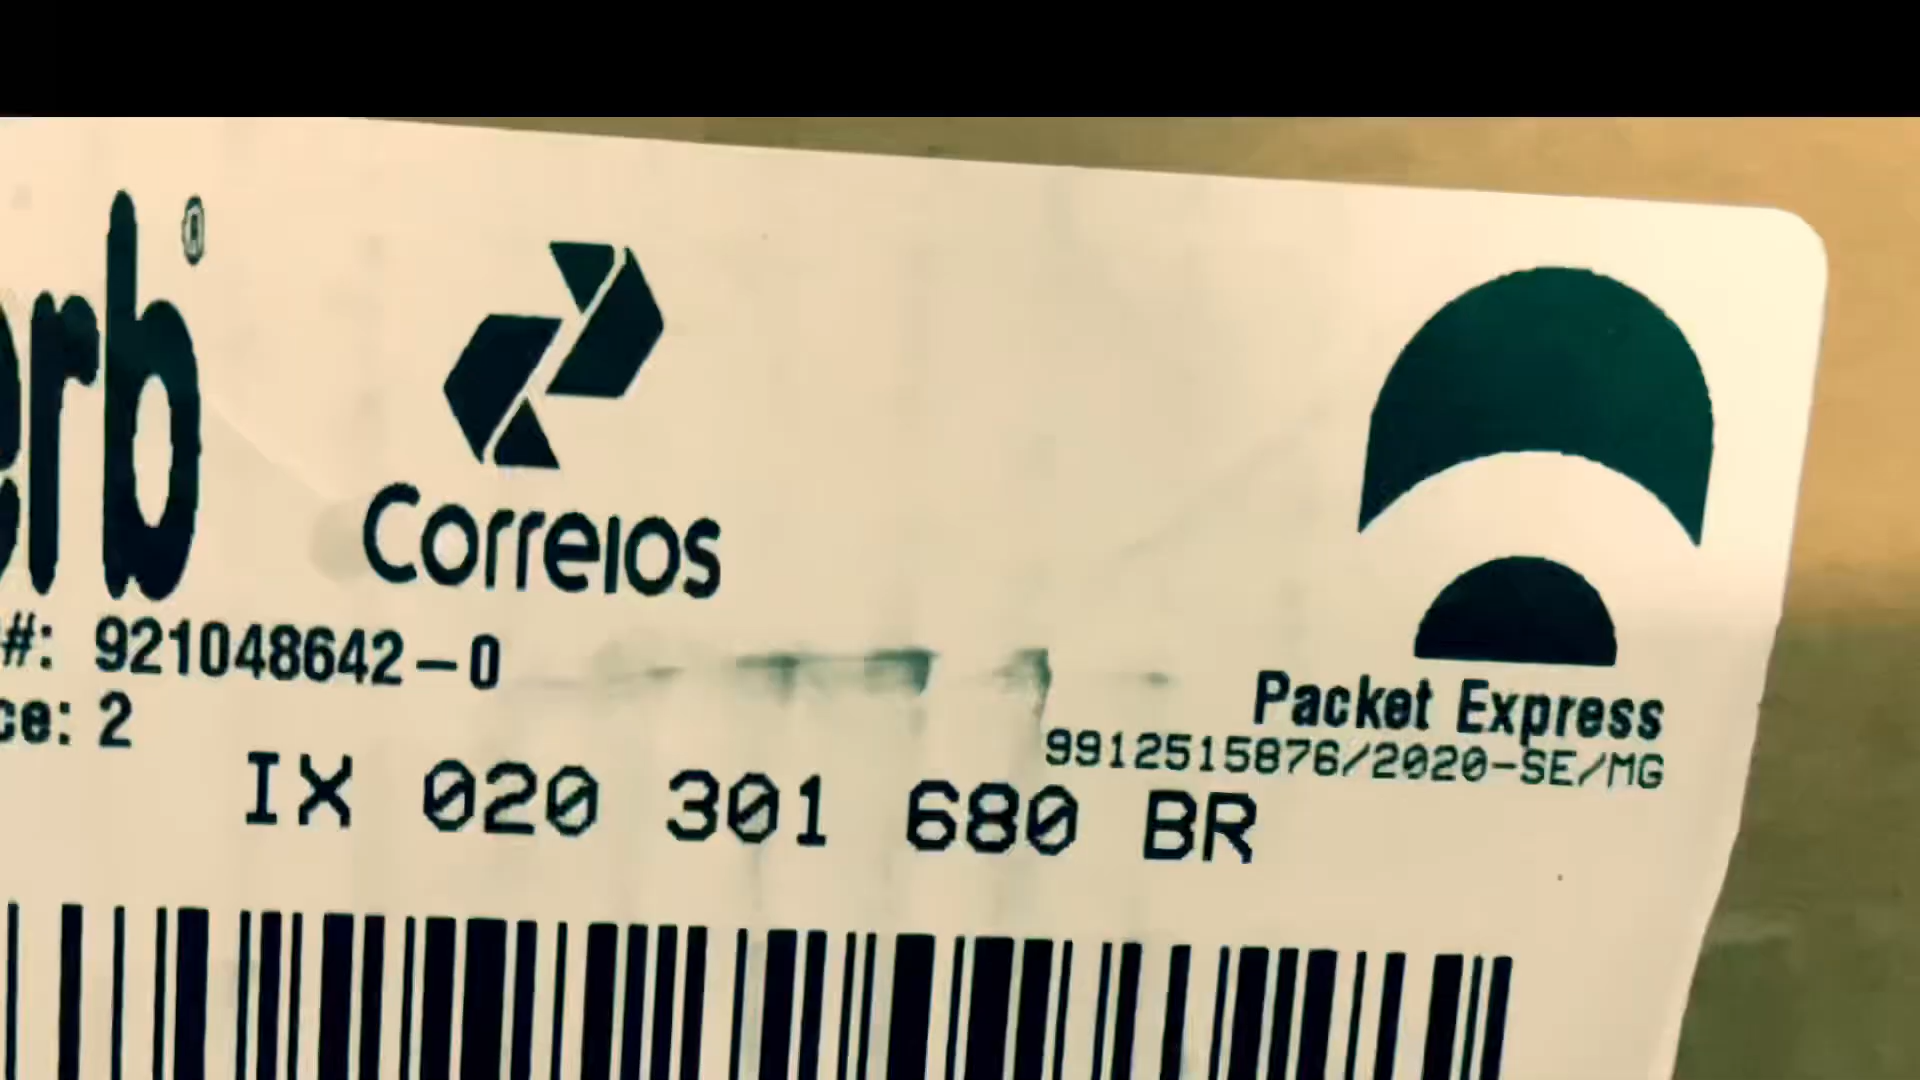 erb®
Correios
#: 921048642-0
ce: 2
Packet Express
9912515876/2020-SE/MG
IX 020 301 680 BR